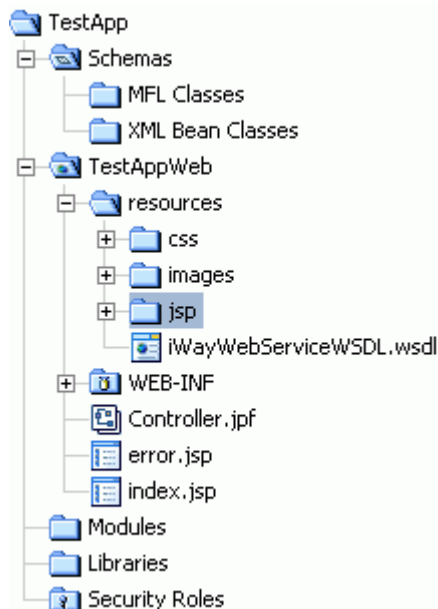 TestApp
Schemas
MFL Classes
XML Bean Classes
TestAppWeb
resources
css
images
jsp
iWayWebServiceWSDL.wsdl
WEB-INF
Controller.jpf
error.jsp
index.jsp
Modules
Libraries
Security Roles